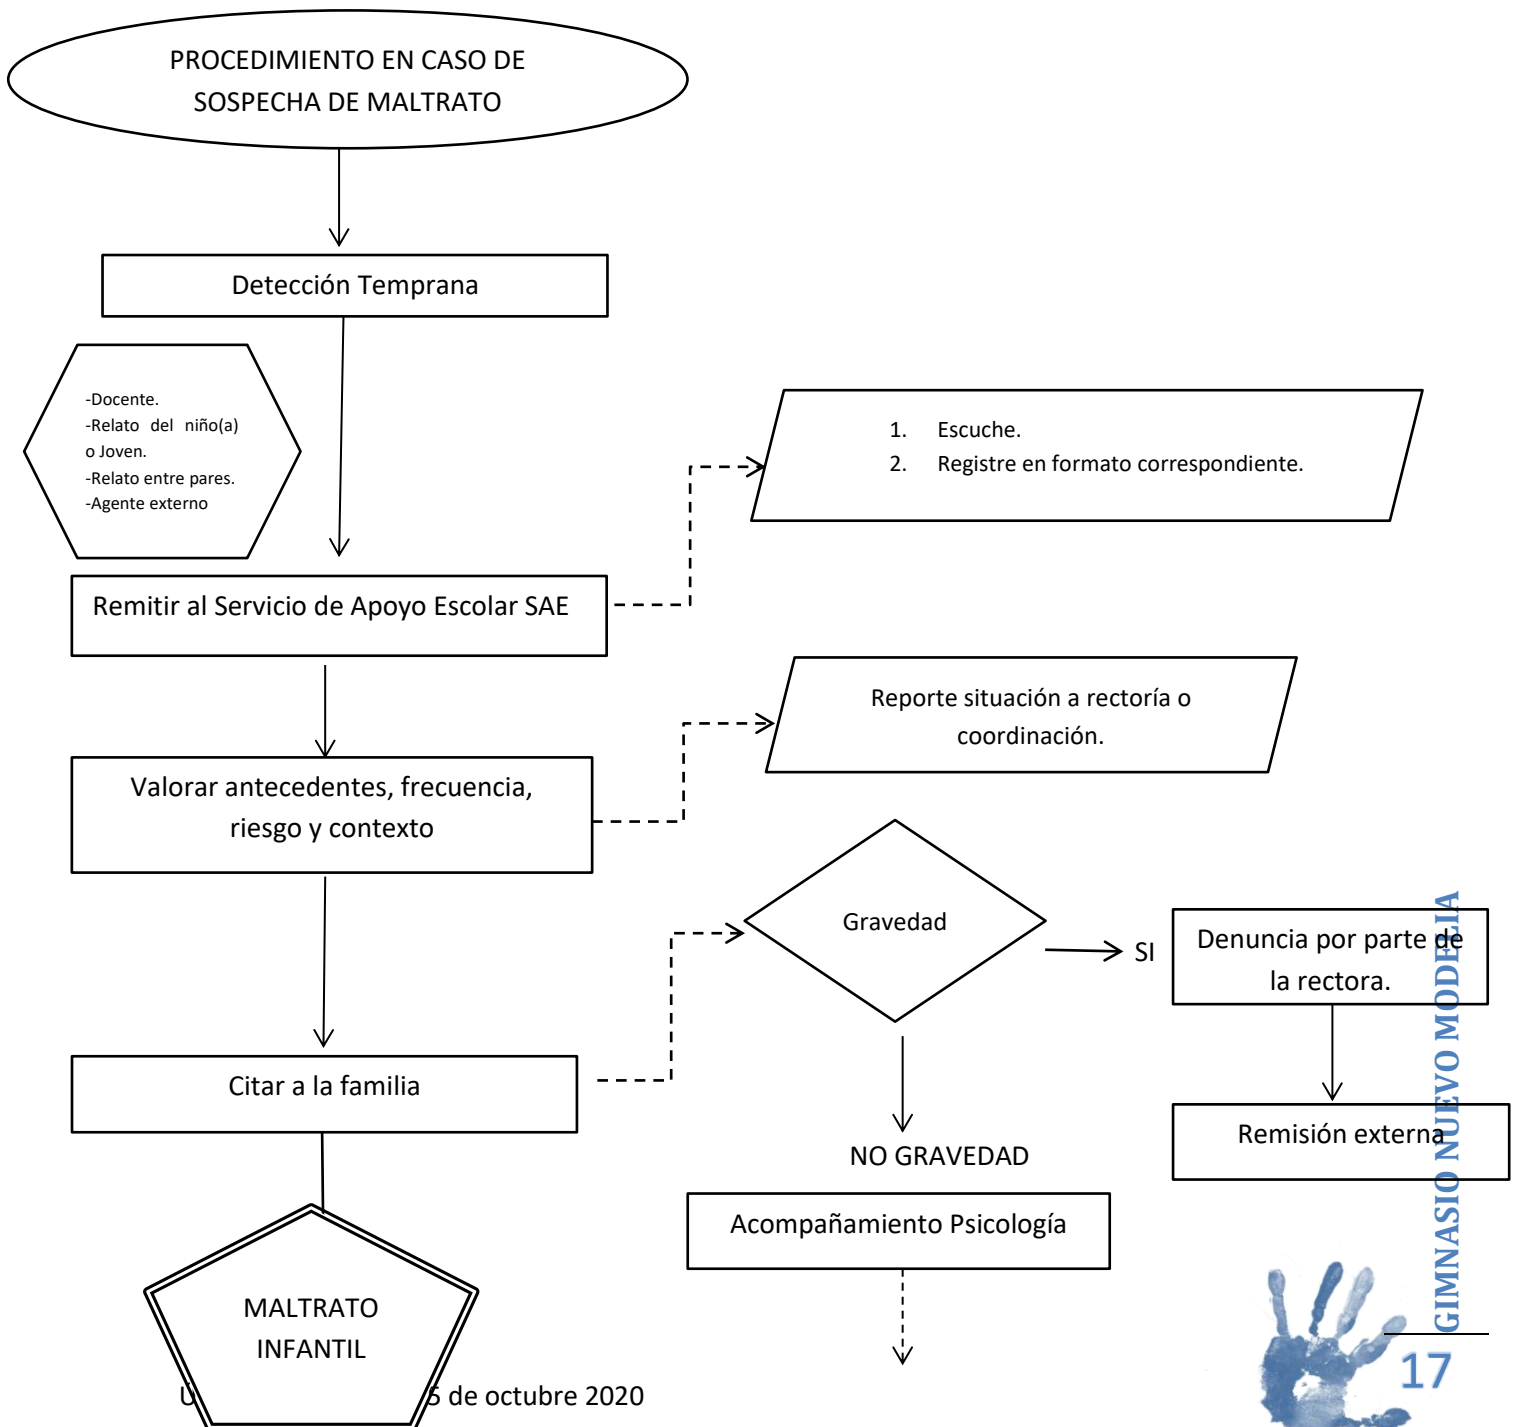 PROCEDIMIENTO EN CASO DE
SOSPECHA DE MALTRATO
Detección Temprana
-Docente.
-Relato del niño(a)
o Joven.
-Relato entre pares.
-Agente externo
1. Escuche.
2. Registre en formato correspondiente.
Remitir al Servicio de Apoyo Escolar SAE
Reporte situación a rectoría o
coordinación.
Valorar antecedentes, frecuencia,
riesgo y contexto
Gravedad
SI
Denuncia por parte de
la rectora.
Citar a la familia
Remisión externa
NO GRAVEDAD
Acompañamiento Psicología
MALTRATO
INFANTIL
de octubre 2020
GIMNASIO NUEVO MODELIA
17